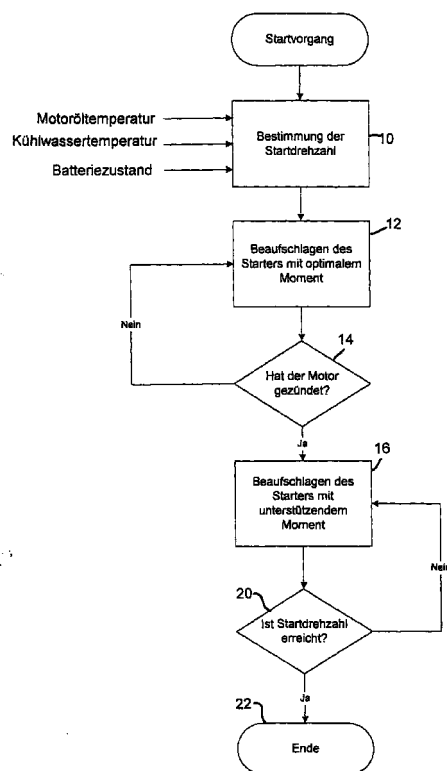 Startvorgang
Motoröltemperatur
Kühlwassertemperatur
Batteriezustand
Bestimmung der
Startdrehzahl
10
12
Beaufschlagen des
Starters mit optimalem
Moment
Nein
14
Hat der Motor
gezündet?
Ja
16
Beaufschlagen des
Starters mit
unterstützendem
Moment
Nein
20
Ist Startdrehzahl
erreicht?
Ja
22
Ende